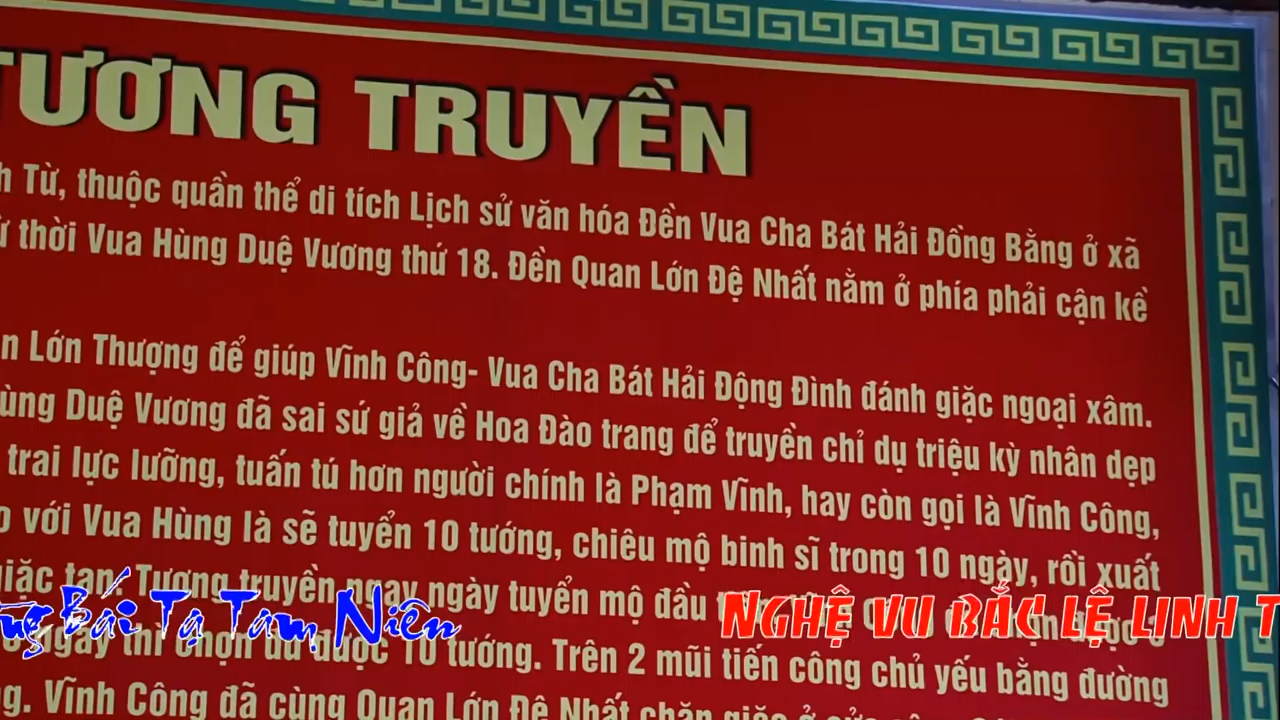 TƯƠNG TRUYỀN
h Từ, thuộc quần thể di tích Lịch sử văn hóa Đền Vua Cha Bát Hải Đồng Bằng ở xã
thời Vua Hùng Duệ Vương thứ 18. Đền Quan Lớn Đệ Nhất nằm ở phía phải cận kề
n Lớn Thượng để giúp Vĩnh Công- Vua Cha Bát Hải Động Đình đánh giặc ngoại xâm.
ùng Duệ Vương đã sai sứ giả về Hoa Đào trang để truyền chỉ dụ triệu kỳ nhân dẹp
trai lực lưỡng, tuấn tú hơn người chính là Phạm Vĩnh, hay còn gọi là Vĩnh Công,
với Vua Hùng là sẽ tuyển 10 tướng, chiêu mộ binh sĩ trong 10 ngày, rồi xuất
giặc tan. Tương truyền ngay ngày tuyển mộ đầu
Bái Tạ Tam Niên
NGHỆ VU BẮC LỆ LINH T
ngày thì chọn đủ được 10 tướng. Trên 2 mũi tiến công chủ yếu bằng đường
g. Vĩnh Công đã cùng Quan Lớn Đệ Nhất chặn giặc ở cửa